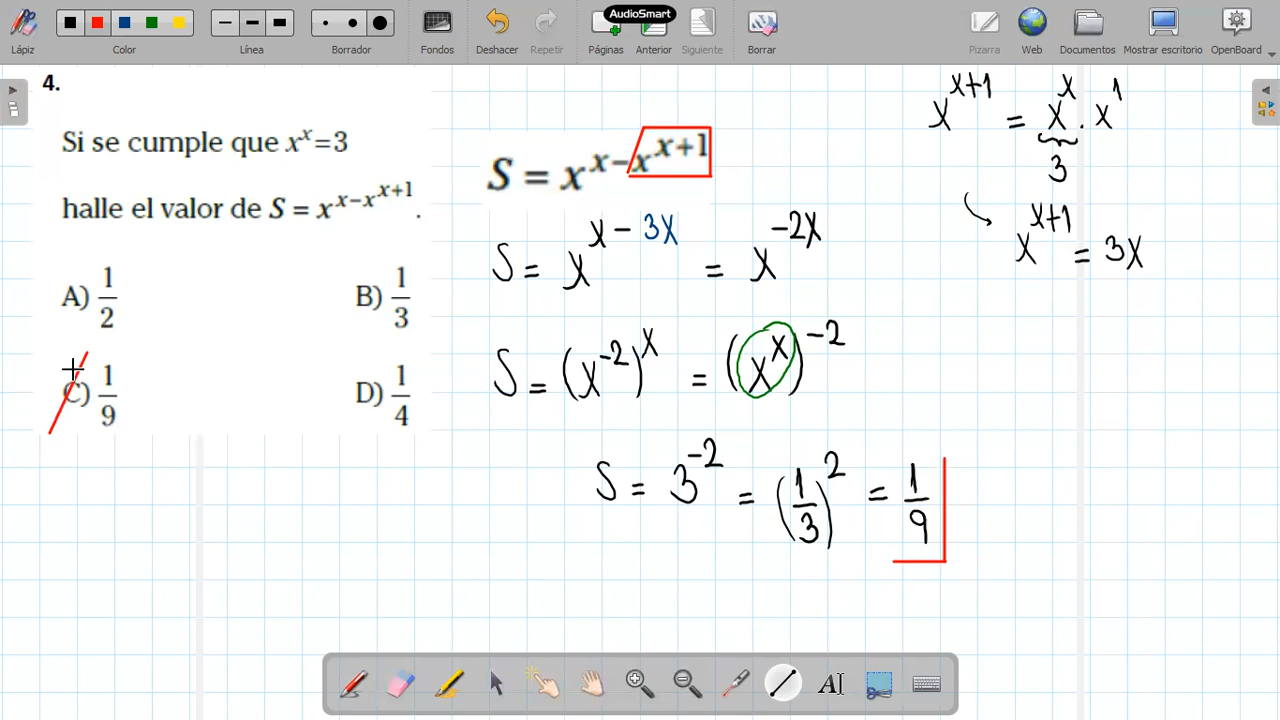 AudioSmart
Lápiz Color Línea Borrador Fondos Deshacer Repetir Páginas Anterior Siguiente Borrar Pizarra Web Documentos Mostrar escritorio OpenBoard
4.
Si se cumple que x^x=3
halle el valor de S = x^{x-x^{x+1}}.
A) 1/2 B) 1/3
C) 1/9 D) 1/4
S = x^{x-x^{x+1}}
S = x^{x-3x} = x^{-2x}
S = (x^{-2})^x = (x^x)^{-2}
S = 3^{-2} = (1/3)^2 = 1/9
x^{x+1} = x^x . x^1
3
x^{x+1} = 3x
AI